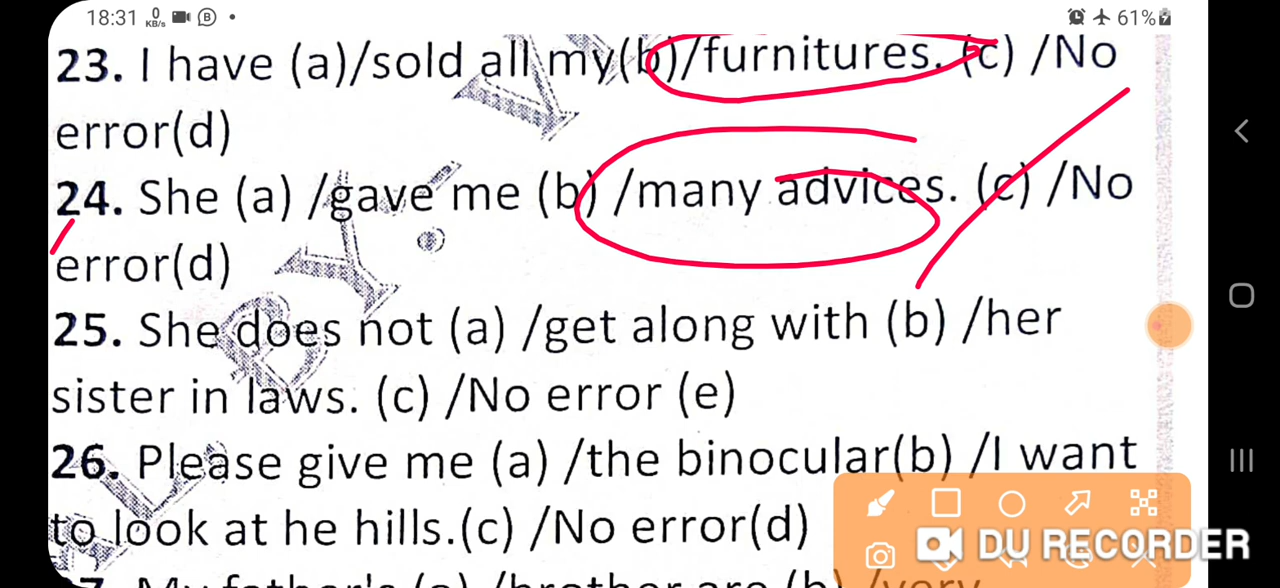 18:31 0 KB/s B 61%
23. I have (a)/sold all my(b)/furnitures. (c) /No
error(d)
24. She (a) /gave me (b) /many advices. (c) /No
error(d)
25. She does not (a) /get along with (b) /her
sister in laws. (c) /No error (e)
26. Please give me (a) /the binocular(b) /I want
to look at he hills.(c) /No error(d)
DU RECORDER